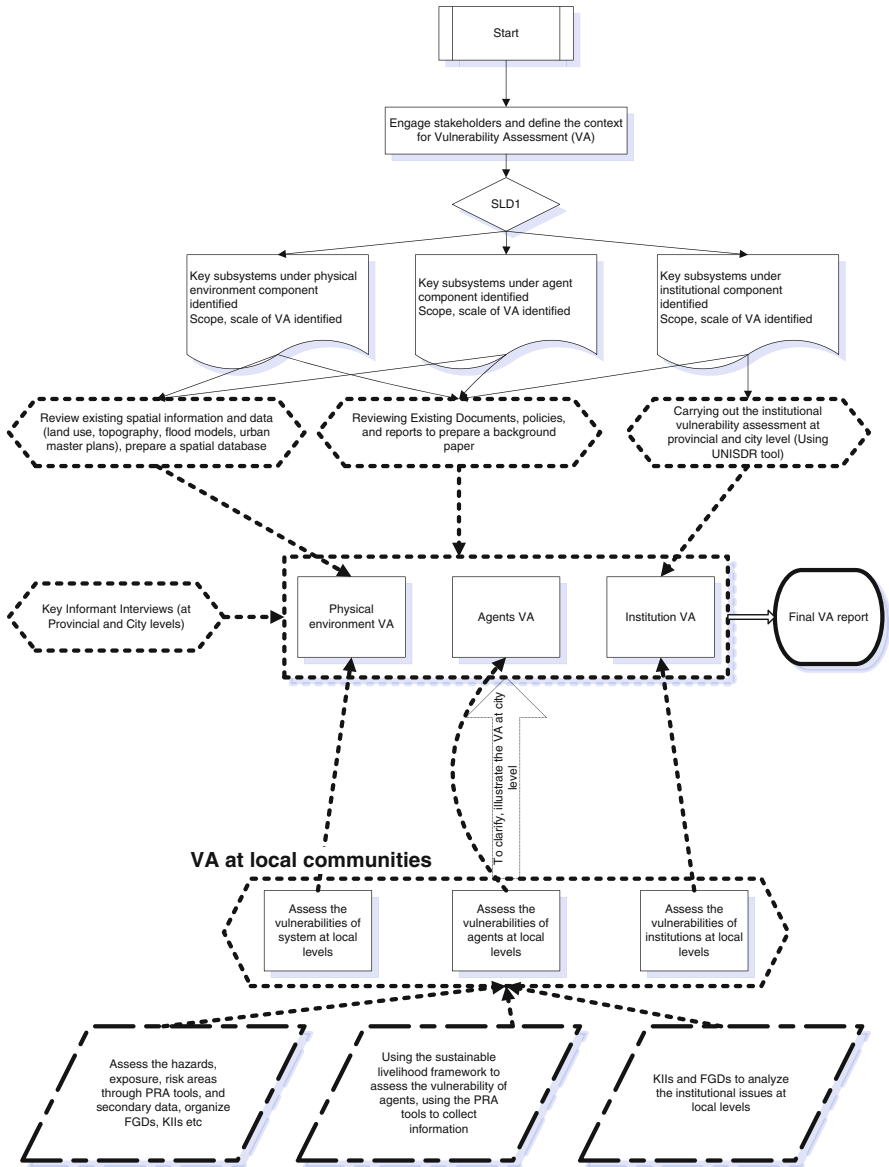 Start
Engage stakeholders and define the context
for Vulnerability Assessment (VA)
SLD1
Key subsystems under physical
environment component
identified
Scope, scale of VA identified
Key subsystems under agent
component identified
Scope, scale of VA identified
Key subsystems under
institutional component
identified
Scope, scale of VA identified
Review existing spatial information and data
(land use, topography, flood models, urban
master plans), prepare a spatial database
Reviewing Existing Documents, policies,
and reports to prepare a background
paper
Carrying out the institutional
vulnerability assessment at
provincial and city level (Using
UNISDR tool)
Key Informant Interviews (at
Provincial and City levels)
Physical
environment VA
Agents VA
Institution VA
Final VA report
To clarify, illustrate the VA at city
level
VA at local communities
Assess the
vulnerabilities of
system at local
levels
Assess the
vulnerabilities of
agents at local
levels
Assess the
vulnerabilities of
institutions at local
levels
Assess the hazards,
exposure, risk areas
through PRA tools, and
secondary data, organize
FGDs, KIIs etc
Using the sustainable
livelihood framework to
assess the vulnerability of
agents, using the PRA
tools to collect
information
KIIs and FGDs to analyze
the institutional issues at
local levels